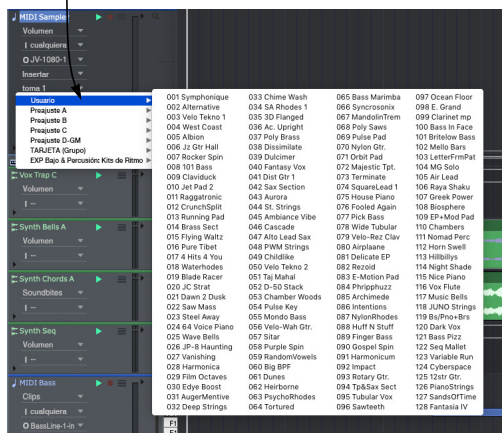 MIDI Sampler
Volumen
cualquiera
O JV-1080-1
Insertar
toma 1
Usuario
Preajuste A
Preajuste B
Preajuste C
Preajuste D-GM
TARJETA (Grupo)
EXP Bajo & Percusión: Kits de Ritmo
Vox Trap C
Volumen
Synth Bells A
Volumen
Synth Chords A
Soundbites
Synth Seq
Volumen
MIDI Bass
Clips
cualquiera
O BassLine-1-in
F1
001 Symphonique
002 Alternative
003 Velo Tekno 1
004 West Coast
005 Albion
006 Jz Gtr Hall
007 Rocker Spin
008 101 Bass
009 Claviduck
010 Jet Pad 2
011 Raggatronic
012 CrunchSplit
013 Running Pad
014 Brass Sect
015 Flying Waltz
016 Pure Tibet
017 4 Hits 4 You
018 Waterhodes
019 Blade Racer
020 JC Strat
021 Dawn 2 Dusk
022 Saw Mass
023 Steel Away
024 64 Voice Piano
025 Wave Bells
026 JP-8 Haunting
027 Vanishing
028 Harmonica
029 Film Octaves
030 Edye Boost
031 AugerMentive
032 Deep Strings
033 Chime Wash
034 SA Rhodes 1
035 3D Flanged
036 Ac. Upright
037 Poly Brass
038 Dissimilate
039 Dulcimer
040 Fantasy Vox
041 Dist Gtr 1
042 Sax Section
043 Aurora
044 St. Strings
045 Ambiance Vibe
046 Cascade
047 Alto Lead Sax
048 PWM Strings
049 Childlike
050 Velo Tekno 2
051 Taj Mahal
052 D-50 Stack
053 Chamber Woods
054 Pulse Key
055 Mondo Bass
056 Velo-Wah Gtr.
057 Sitar
058 Purple Spin
059 RandomVowels
060 Big BPF
061 Dunes
062 Heirborne
063 PsychoRhodes
064 Tortured
065 Bass Marimba
066 Syncrosonix
067 MandolinTrem
068 Poly Saws
069 Pulse Pad
070 Nylon Gtr.
071 Orbit Pad
072 Majestic Tpt.
073 Terminate
074 SquareLead 1
075 House Piano
076 Fooled Again
077 Pick Bass
078 Wide Tubular
079 Velo-Rez Clav
080 Airplaane
081 Delicate EP
082 Rezoid
083 E-Motion Pad
084 Phripphuzz
085 Archimede
086 Intentions
087 NylonRhodes
088 Huff N Stuff
089 Finger Bass
090 Gospel Spin
091 Harmonicum
092 Impact
093 Rotary Gtr.
094 Tp&Sax Sect
095 Tubular Vox
096 Sawteeth
097 Ocean Floor
098 E. Grand
099 Clarinet mp
100 Bass In Face
101 Britelow Bass
102 Mello Bars
103 LetterFrmPat
104 MG Solo
105 Air Lead
106 Raya Shaku
107 Greek Power
108 Biosphere
109 EP+Mod Pad
110 Chambers
111 Nomad Perc
112 Horn Swell
113 Hillbillys
114 Night Shade
115 Nice Piano
116 Vox Flute
117 Music Bells
118 JUNO Strings
119 Bs/Pno+Brs
120 Dark Vox
121 Bass Pizz
122 Seq Mallet
123 Variable Run
124 Cyberspace
125 12str Gtr.
126 PianoStrings
127 SandsOfTime
128 Fantasia IV